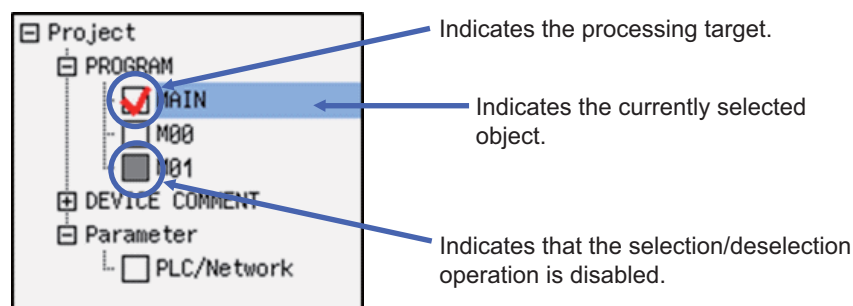 Project
Indicates the processing target.
PROGRAM
MAIN
Indicates the currently selected
object.
M00
M01
DEVICE COMMENT
Parameter
Indicates that the selection/deselection
operation is disabled.
PLC/Network